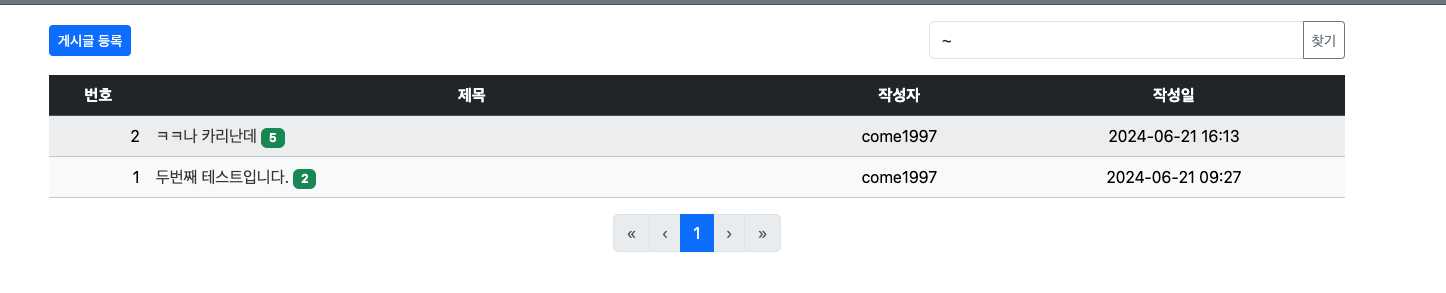 게시글 등록 ~ 찾기
번호 제목 작성자 작성일
2 ㅋㅋ나 카리난데 5 come1997 2024-06-21 16:13
1 두번째 테스트입니다. 2 come1997 2024-06-21 09:27
« ‹ 1 › »